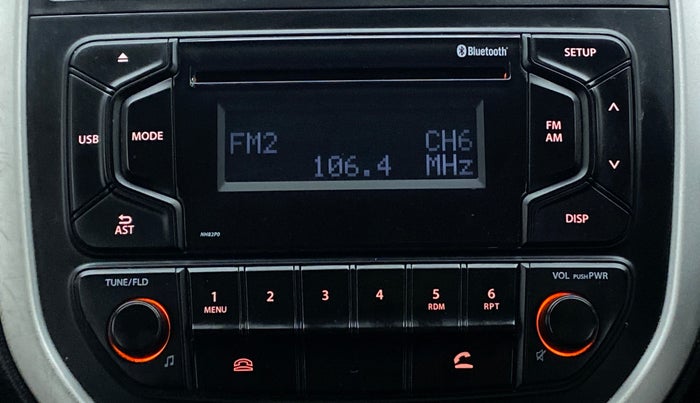 Bluetooth
SETUP
USB
MODE
FM2 CH6
106.4 MHz
FM
AM
AST
DISP
NH82P0
TUNE/FLD
VOL PUSH PWR
1
MENU
2
3
4
5
RDM
6
RPT